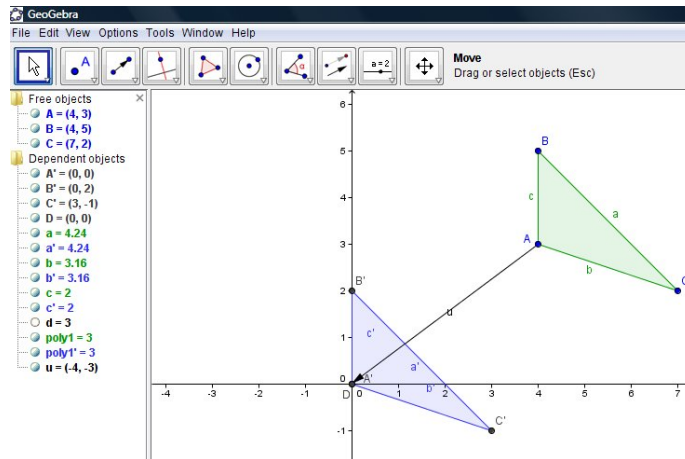 GeoGebra
File Edit View Options Tools Window Help
A
α
a = 2
Move
Drag or select objects (Esc)
Free objects
A = (4, 3)
B = (4, 5)
C = (7, 2)
Dependent objects
A' = (0, 0)
B' = (0, 2)
C' = (3, -1)
D = (0, 0)
a = 4.24
a' = 4.24
b = 3.16
b' = 3.16
c = 2
c' = 2
d = 3
poly1 = 3
poly1' = 3
u = (-4, -3)
6
5
B
4
c
a
3
A
b
2
B'
C
u
1
c'
a'
0
A'
b'
D
-4 -3 -2 -1 0 1 2 3 4 5 6 7
-1
C'